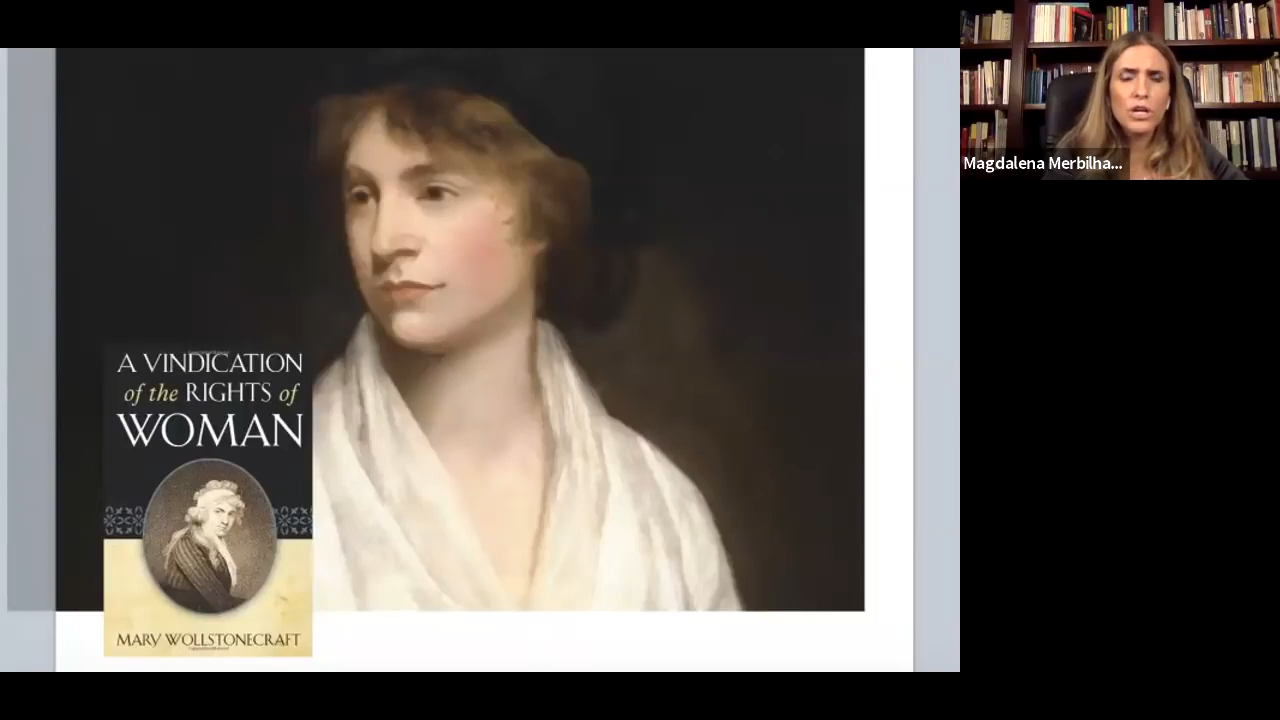 A VINDICATION
of the RIGHTS of
WOMAN
MARY WOLLSTONECRAFT
Magdalena Merbilha...